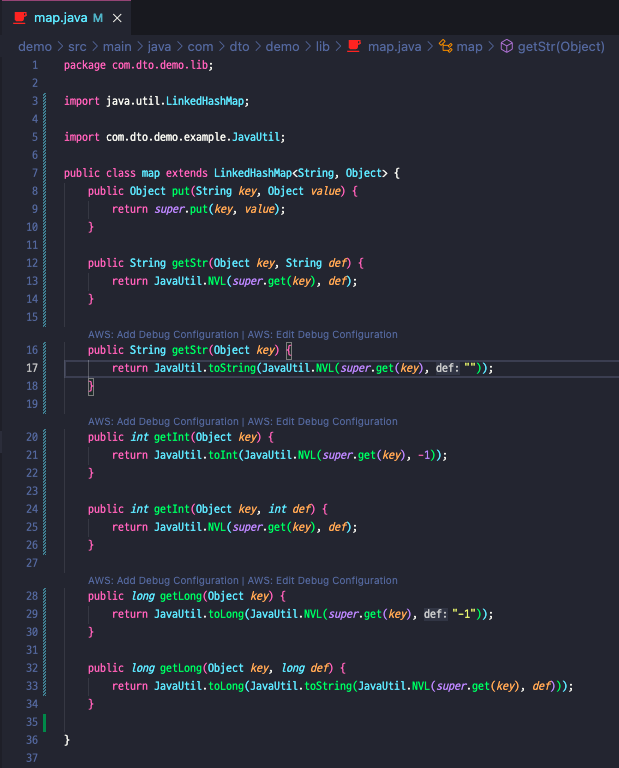 map.java M ×
demo > src > main > java > com > dto > demo > lib > map.java > map > getStr(Object)
1 package com.dto.demo.lib;
2
3 import java.util.LinkedHashMap;
4
5 import com.dto.demo.example.JavaUtil;
6
7 public class map extends LinkedHashMap<String, Object> {
8 public Object put(String key, Object value) {
9 return super.put(key, value);
10 }
11
12 public String getStr(Object key, String def) {
13 return JavaUtil.NVL(super.get(key), def);
14 }
15
AWS: Add Debug Configuration | AWS: Edit Debug Configuration
16 public String getStr(Object key) {
17 return JavaUtil.toString(JavaUtil.NVL(super.get(key), def: ""));
18 }
19
AWS: Add Debug Configuration | AWS: Edit Debug Configuration
20 public int getInt(Object key) {
21 return JavaUtil.toInt(JavaUtil.NVL(super.get(key), -1));
22 }
23
24 public int getInt(Object key, int def) {
25 return JavaUtil.NVL(super.get(key), def);
26 }
27
AWS: Add Debug Configuration | AWS: Edit Debug Configuration
28 public long getLong(Object key) {
29 return JavaUtil.toLong(JavaUtil.NVL(super.get(key), def: "-1"));
30 }
31
32 public long getLong(Object key, long def) {
33 return JavaUtil.toLong(JavaUtil.toString(JavaUtil.NVL(super.get(key), def)));
34 }
35
36 }
37